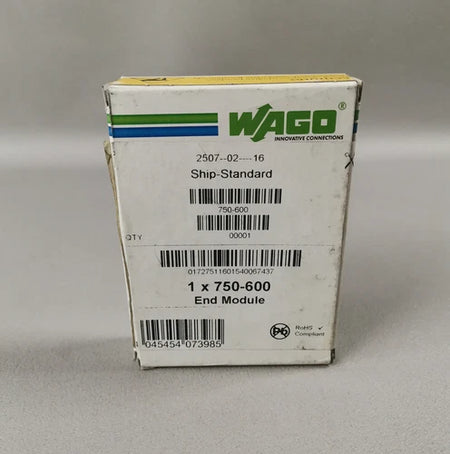 WAGO®
INNOVATIVE CONNECTIONS
2507--02----16
Ship-Standard
750-600
QTY
00001
01727511601540067437
1 x 750-600
End Module
RoHS ✓
Compliant
4 045454 073985